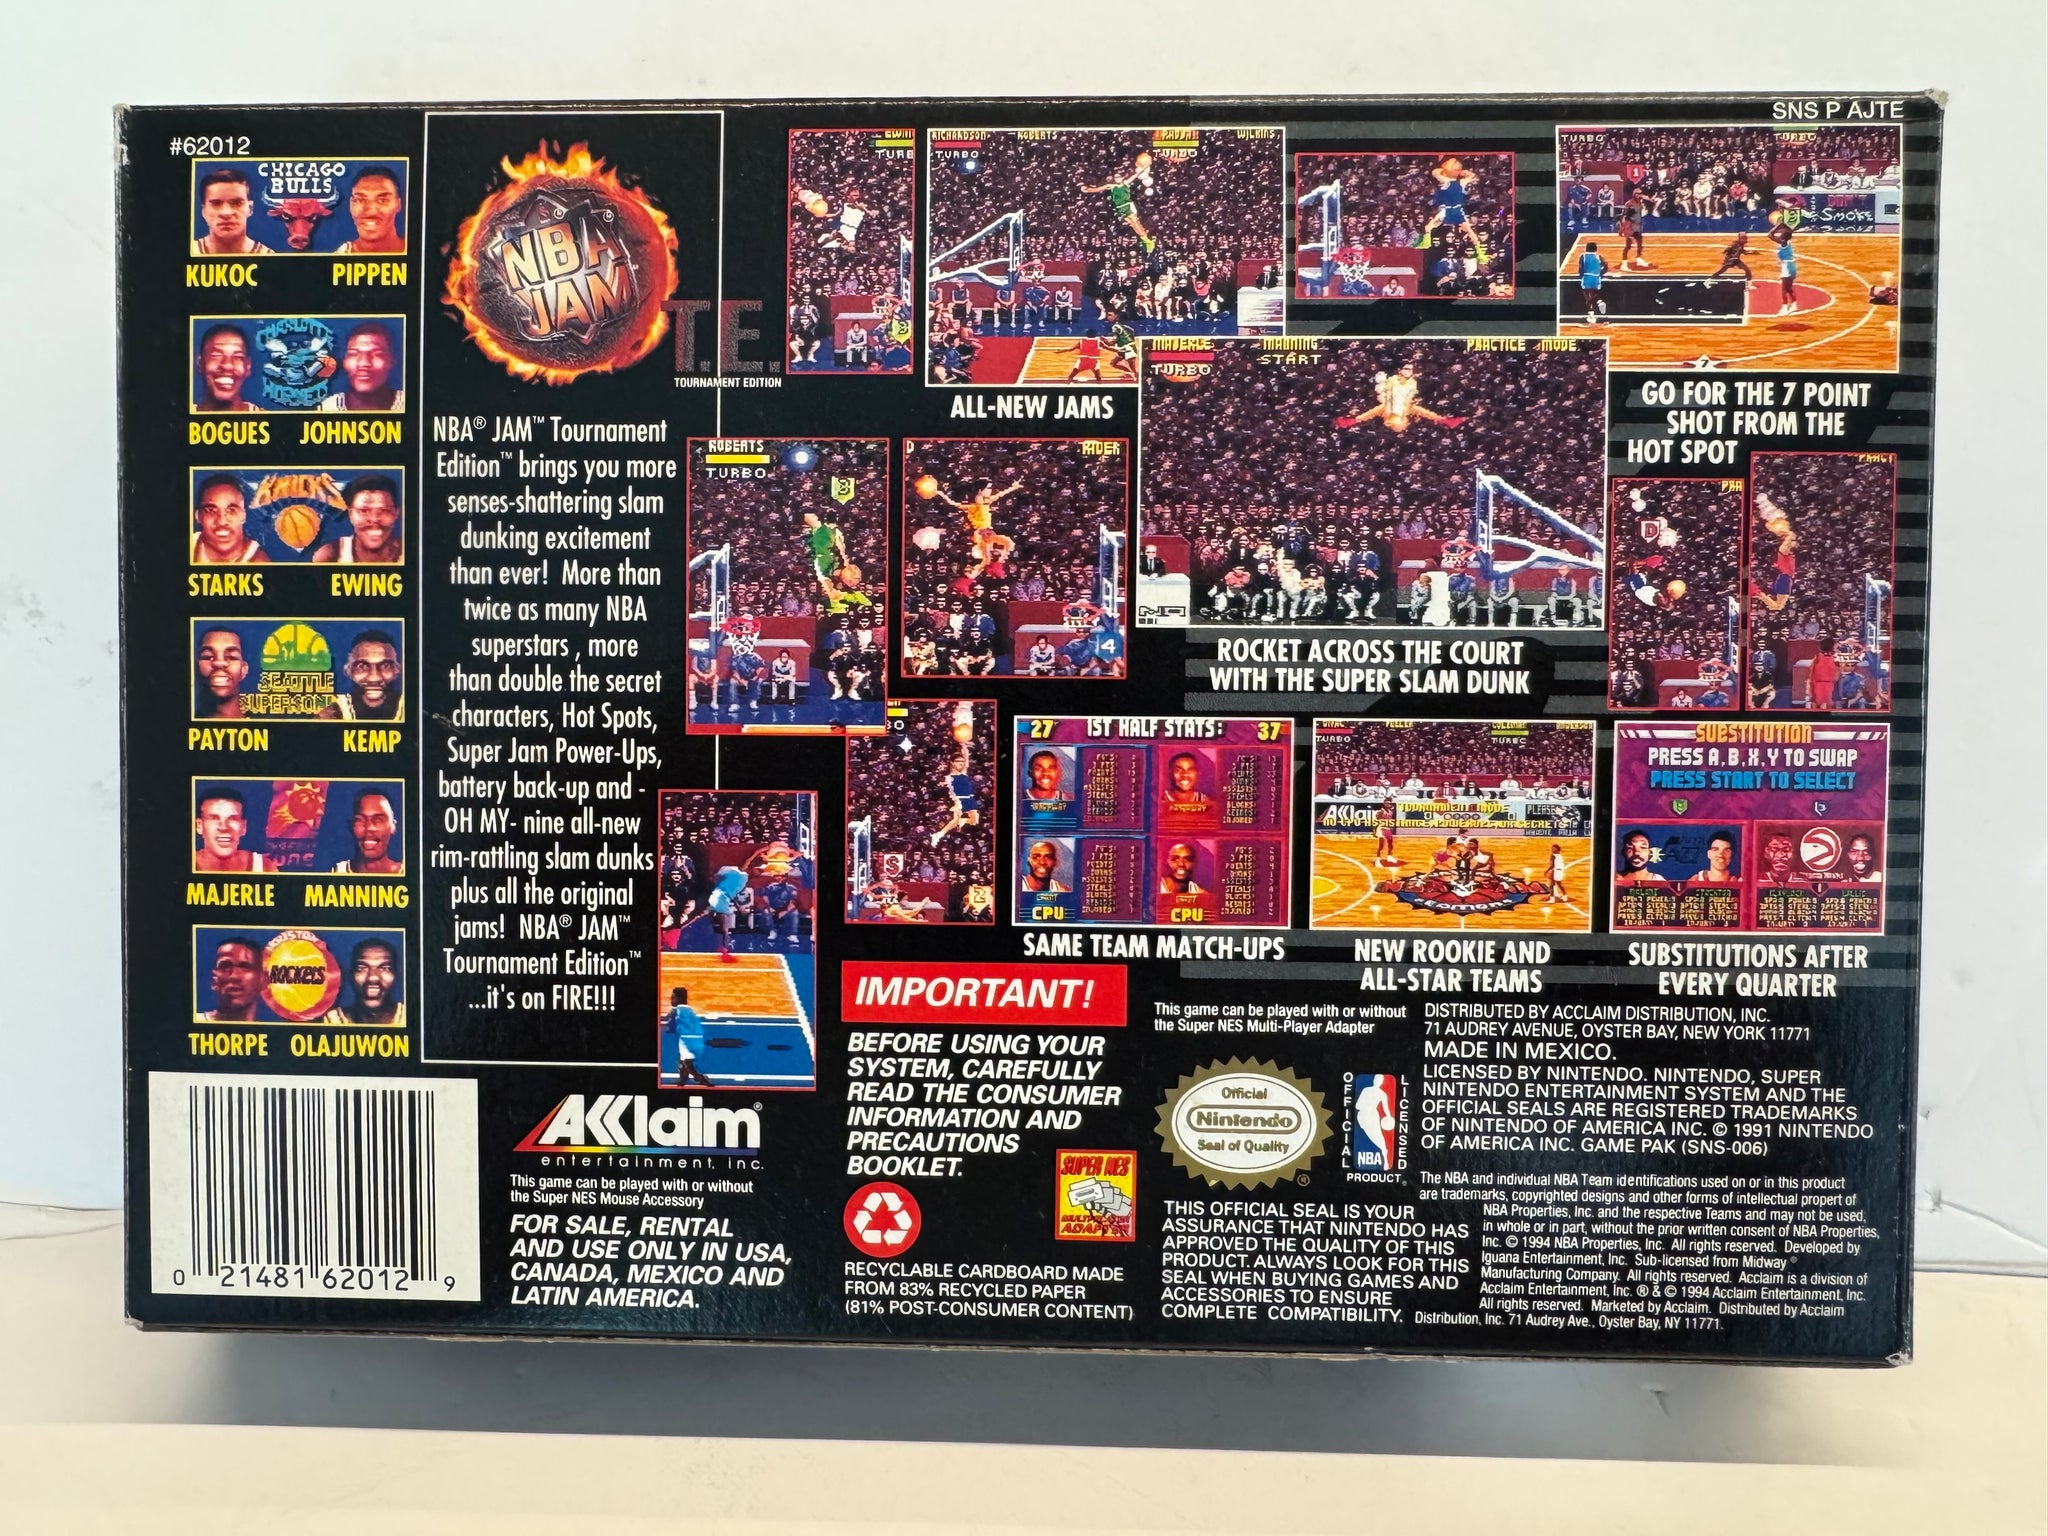 #62012
SNS P AJTE
CHICAGO
BULLS
KUKOC PIPPEN
CHARLOTTE
HORNETS
BOGUES JOHNSON
KNICKS
STARKS EWING
SEATTLE
SUPERSONICS
PAYTON KEMP
MAJERLE MANNING
HOUSTON
ROCKETS
THORPE OLAJUWON
NBA
JAM
T.E.
TOURNAMENT EDITION
NBA® JAM™ Tournament
Edition™ brings you more
senses-shattering slam
dunking excitement
than ever! More than
twice as many NBA
superstars , more
than double the secret
characters, Hot Spots,
Super Jam Power-Ups,
battery back-up and -
OH MY- nine all-new
rim-rattling slam dunks
plus all the original
jams! NBA® JAM™
Tournament Edition™
...it's on FIRE!!!
RICHARDSON ROBERTS RADJA WILKINS
TURBO TURBO
ALL-NEW JAMS
TURBO TURBO
GO FOR THE 7 POINT
SHOT FROM THE
HOT SPOT
MAJERLE MANNING PRACTICE MODE
TURBO START
ROCKET ACROSS THE COURT
WITH THE SUPER SLAM DUNK
ROBERTS
TURBO
RIDER
27 1ST HALF STATS: 37
CPU CPU
SAME TEAM MATCH-UPS
TURBO
AKKlaim TOURNAMENT MODE PLEASE
NEW ROOKIE AND
ALL-STAR TEAMS
SUBSTITUTION
PRESS A,B,X,Y TO SWAP
PRESS START TO SELECT
SUBSTITUTIONS AFTER
EVERY QUARTER
IMPORTANT!
BEFORE USING YOUR
SYSTEM, CAREFULLY
READ THE CONSUMER
INFORMATION AND
PRECAUTIONS
BOOKLET.
SUPER NES
MULTI-PLAYER
ADAPTER
RECYCLABLE CARDBOARD MADE
FROM 83% RECYCLED PAPER
(81% POST-CONSUMER CONTENT)
This game can be played with or without
the Super NES Multi-Player Adapter
Official
Nintendo
Seal of Quality
®
OFFICIAL LICENSED
NBA
PRODUCT®
THIS OFFICIAL SEAL IS YOUR
ASSURANCE THAT NINTENDO HAS
APPROVED THE QUALITY OF THIS
PRODUCT. ALWAYS LOOK FOR THIS
SEAL WHEN BUYING GAMES AND
ACCESSORIES TO ENSURE
COMPLETE COMPATIBILITY.
DISTRIBUTED BY ACCLAIM DISTRIBUTION, INC.
71 AUDREY AVENUE, OYSTER BAY, NEW YORK 11771
MADE IN MEXICO.
LICENSED BY NINTENDO. NINTENDO, SUPER
NINTENDO ENTERTAINMENT SYSTEM AND THE
OFFICIAL SEALS ARE REGISTERED TRADEMARKS
OF NINTENDO OF AMERICA INC. © 1991 NINTENDO
OF AMERICA INC. GAME PAK (SNS-006)
The NBA and individual NBA Team identifications used on or in this product
are trademarks, copyrighted designs and other forms of intellectual propert of
NBA Properties, Inc. and the respective Teams and may not be used,
in whole or in part, without the prior written consent of NBA Properties,
Inc. © 1994 NBA Properties, Inc. All rights reserved. Developed by
Iguana Entertainment, Inc. Sub-licensed from Midway®
Manufacturing Company. All rights reserved. Acclaim is a division of
Acclaim Entertainment, Inc. ® & © 1994 Acclaim Entertainment, Inc.
All rights reserved. Marketed by Acclaim. Distributed by Acclaim
Distribution, Inc. 71 Audrey Ave., Oyster Bay, NY 11771.
AKKlaim®
entertainment, inc.
This game can be played with or without
the Super NES Mouse Accessory
FOR SALE, RENTAL
AND USE ONLY IN USA,
CANADA, MEXICO AND
LATIN AMERICA.
0 21481 62012 9